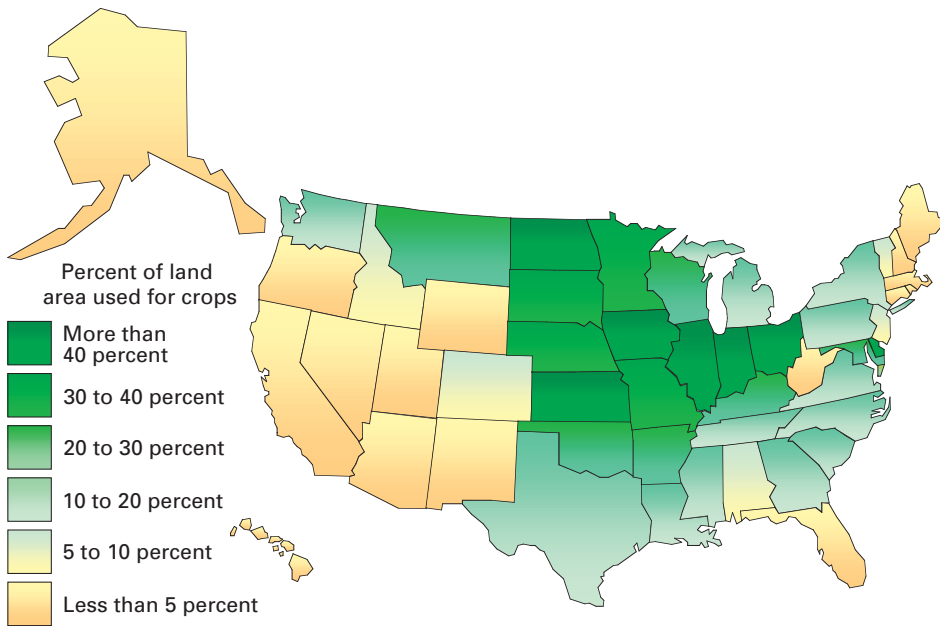 Percent of land
area used for crops
More than
40 percent
30 to 40 percent
20 to 30 percent
10 to 20 percent
5 to 10 percent
Less than 5 percent